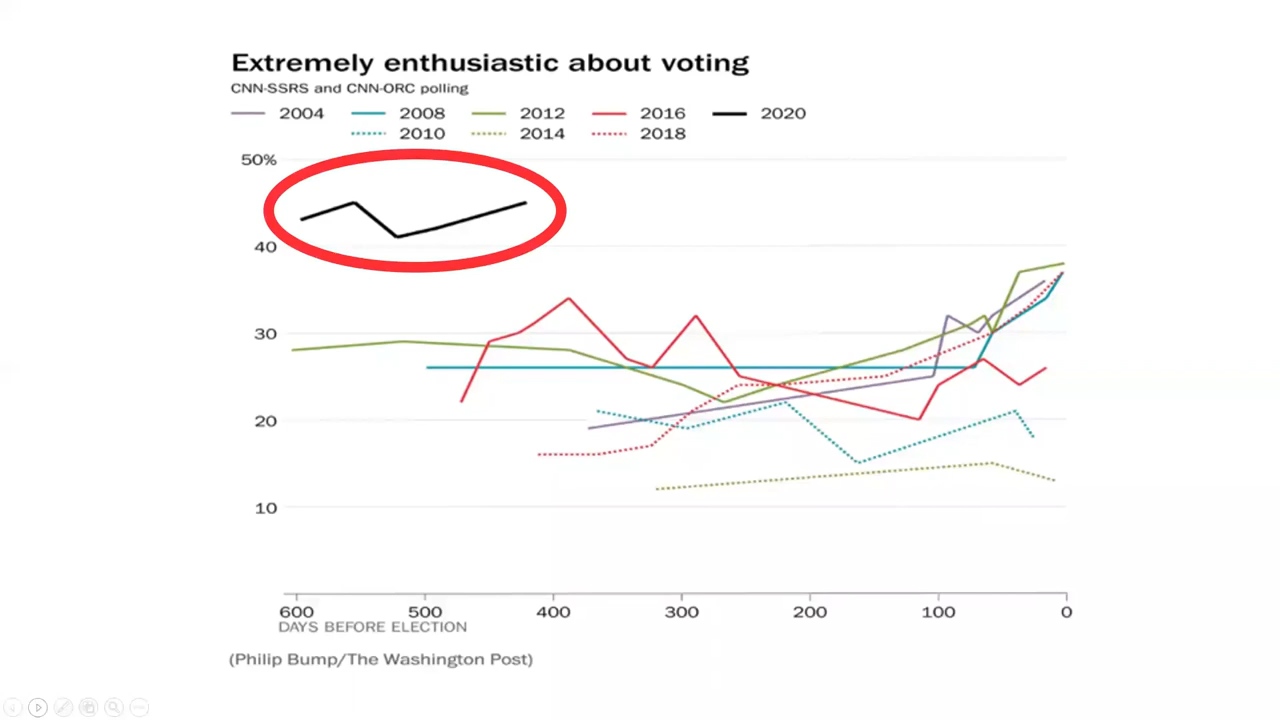 Extremely enthusiastic about voting
CNN-SSRS and CNN-ORC polling
2004 2008 2012 2016 2020
2010 2014 2018
50%
40
30
20
10
600 500 400 300 200 100 0
DAYS BEFORE ELECTION
(Philip Bump/The Washington Post)